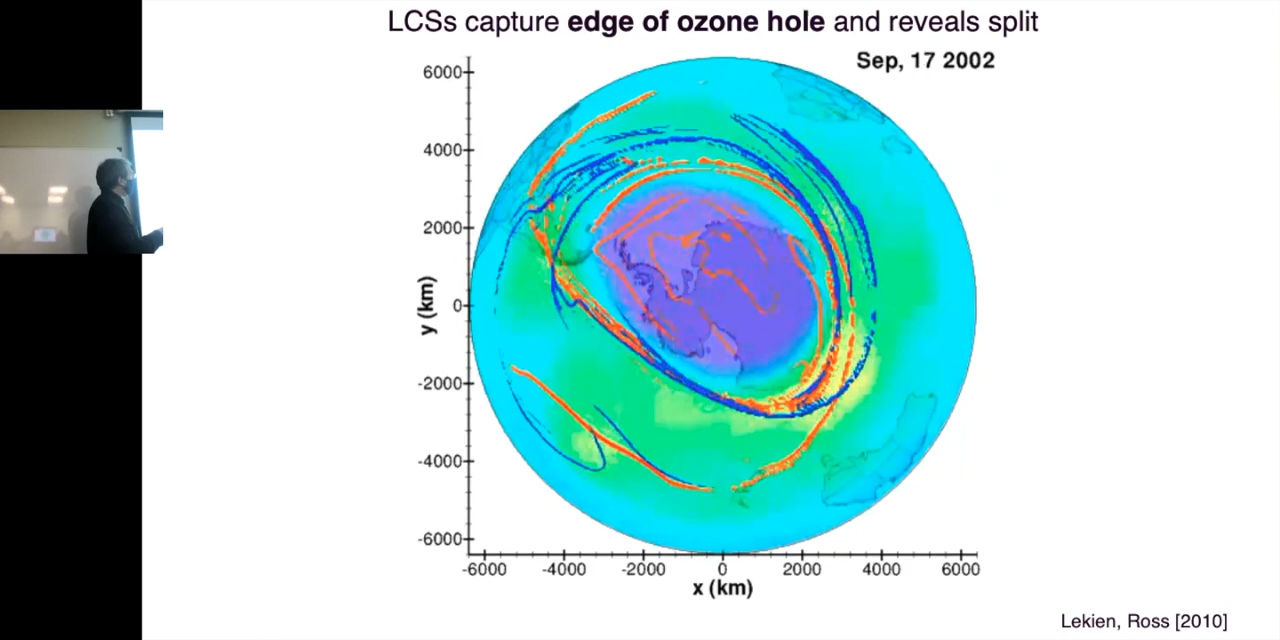 LCSs capture edge of ozone hole and reveals split
Sep, 17 2002
6000
4000
2000
0
-2000
-4000
-6000
y (km)
-6000 -4000 -2000 0 2000 4000 6000
x (km)
Lekien, Ross [2010]